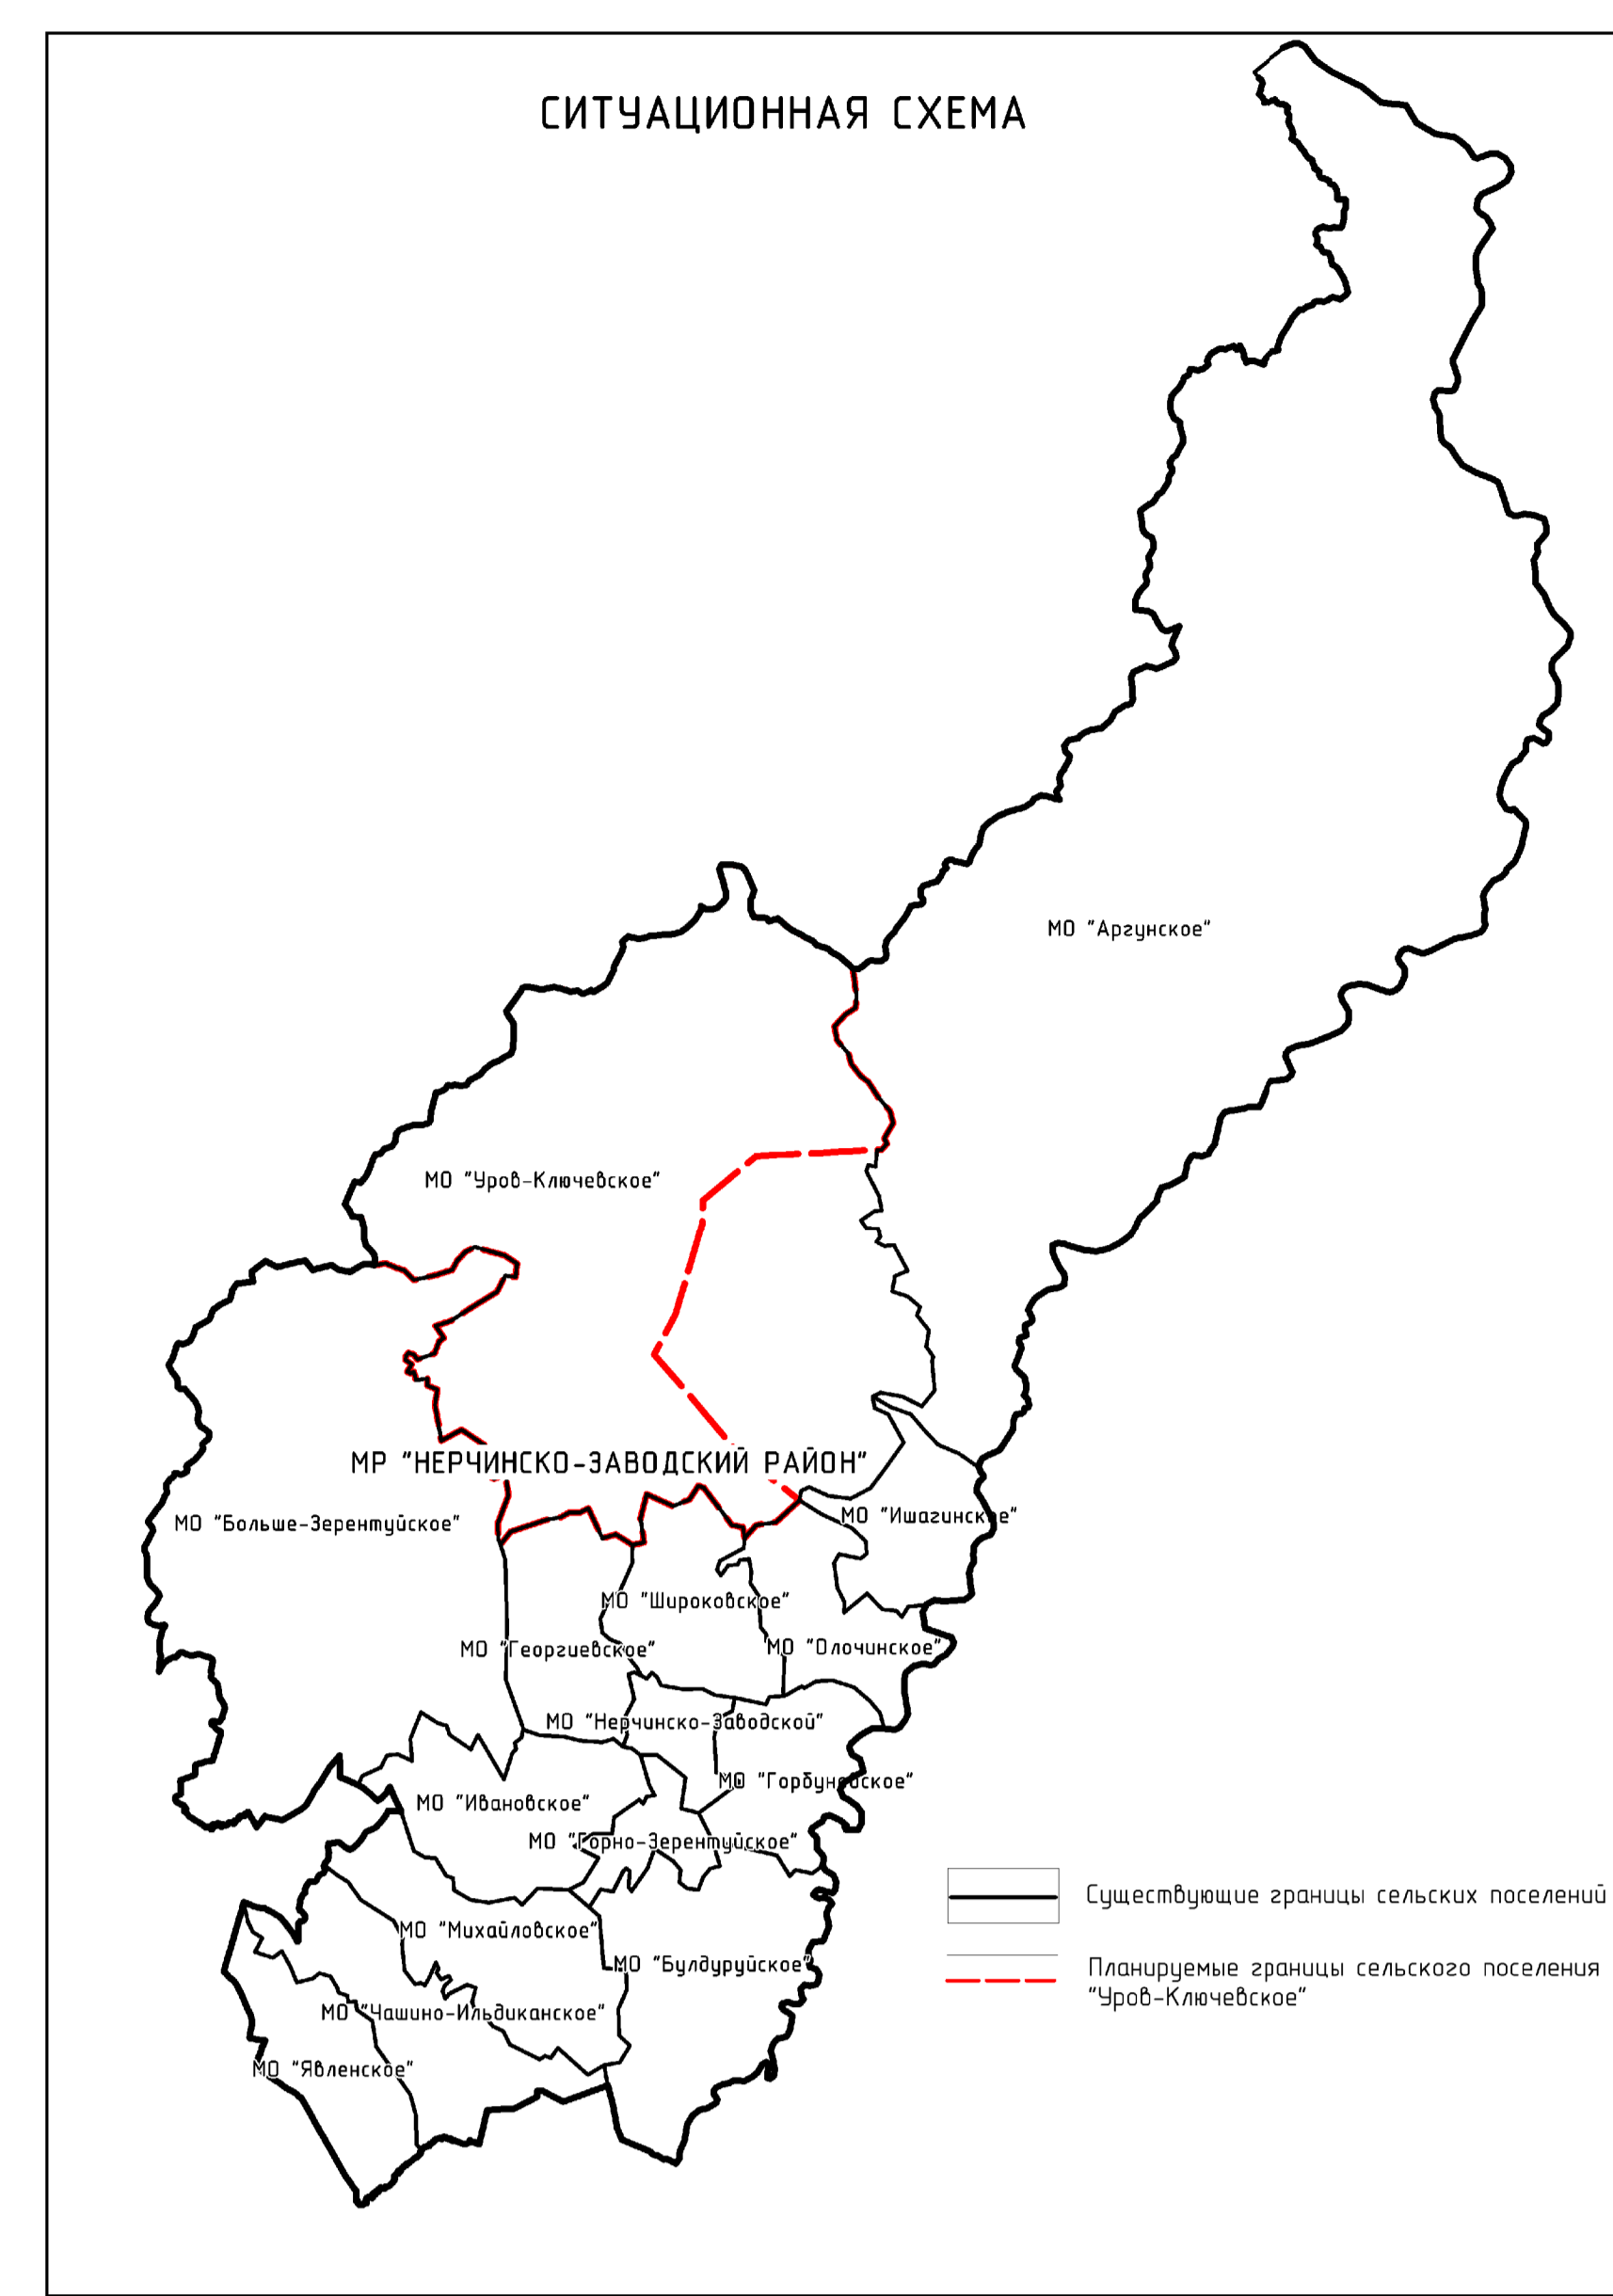 СИТУАЦИОННАЯ СХЕМА
МО "Аргунское"
МО "Уров-Ключевское"
МР "НЕРЧИНСКО-ЗАВОДСКИЙ РАЙОН"
МО "Ишагинское"
МО "Больше-Зерентуйское"
МО "Широковское"
МО "Георгиевское"
МО "Олочинское"
МО "Нерчинско-Заводской"
МО "Горбуновское"
МО "Ивановское"
МО "Горно-Зерентуйское"
Существующие границы сельских поселений
МО "Михайловское"
МО "Булдуруйское"
Планируемые границы сельского поселения
"Уров-Ключевское"
МО "Чашино-Ильдиканское"
МО "Явленское"